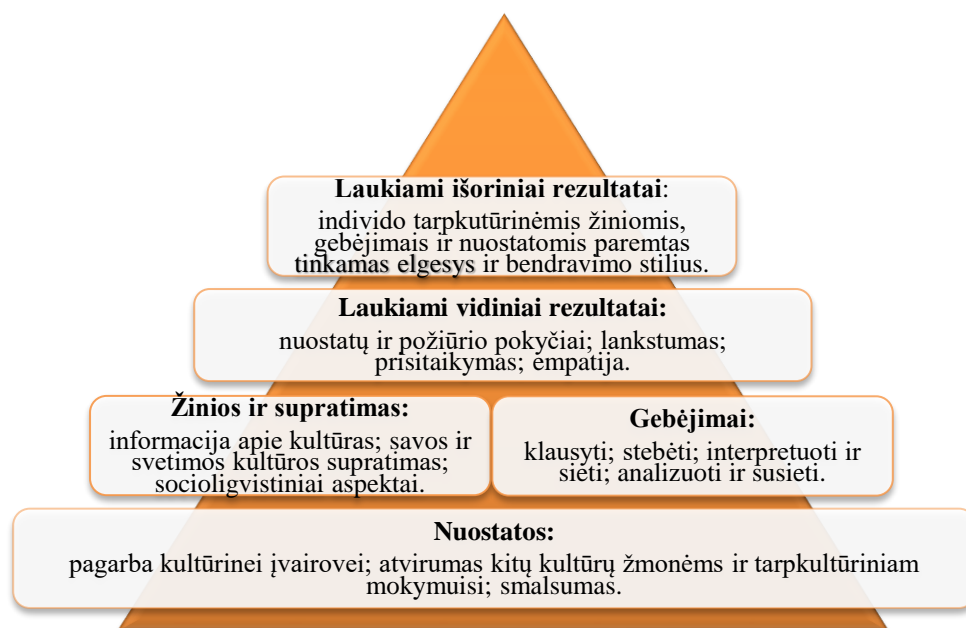 Laukiami išoriniai rezultatai:
individo tarpkutūrinėmis žiniomis,
gebėjimais ir nuostatomis paremtas
tinkamas elgesys ir bendravimo stilius.
Laukiami vidiniai rezultatai:
nuostatų ir požiūrio pokyčiai; lankstumas;
prisitaikymas; empatija.
Žinios ir supratimas:
informacija apie kultūras; savos ir
svetimos kultūros supratimas;
socioligvistiniai aspektai.
Gebėjimai:
klausyti; stebėti; interpretuoti ir
sieti; analizuoti ir susieti.
Nuostatos:
pagarba kultūrinei įvairovei; atvirumas kitų kultūrų žmonėms ir tarpkultūriniam
mokymuisi; smalsumas.